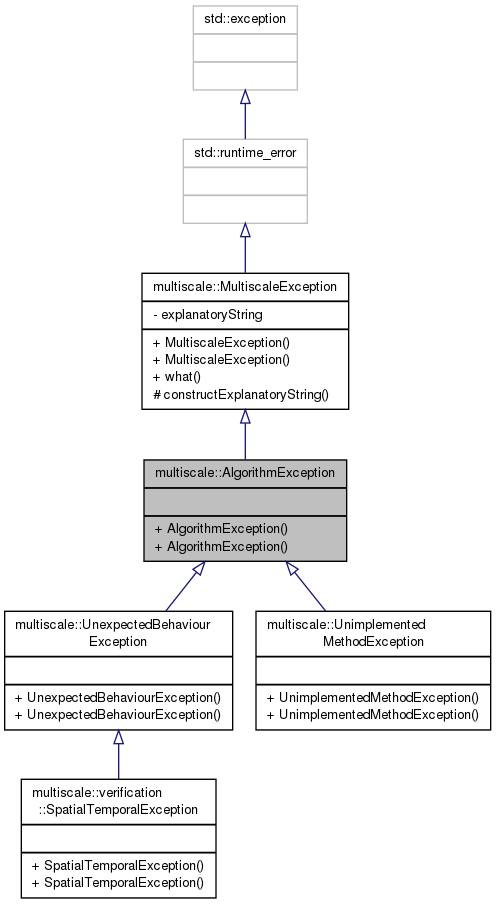 std::exception
std::runtime_error
multiscale::MultiscaleException
- explanatoryString
+ MultiscaleException()
+ MultiscaleException()
+ what()
# constructExplanatoryString()
multiscale::AlgorithmException
+ AlgorithmException()
+ AlgorithmException()
multiscale::UnexpectedBehaviour
Exception
+ UnexpectedBehaviourException()
+ UnexpectedBehaviourException()
multiscale::Unimplemented
MethodException
+ UnimplementedMethodException()
+ UnimplementedMethodException()
multiscale::verification
::SpatialTemporalException
+ SpatialTemporalException()
+ SpatialTemporalException()